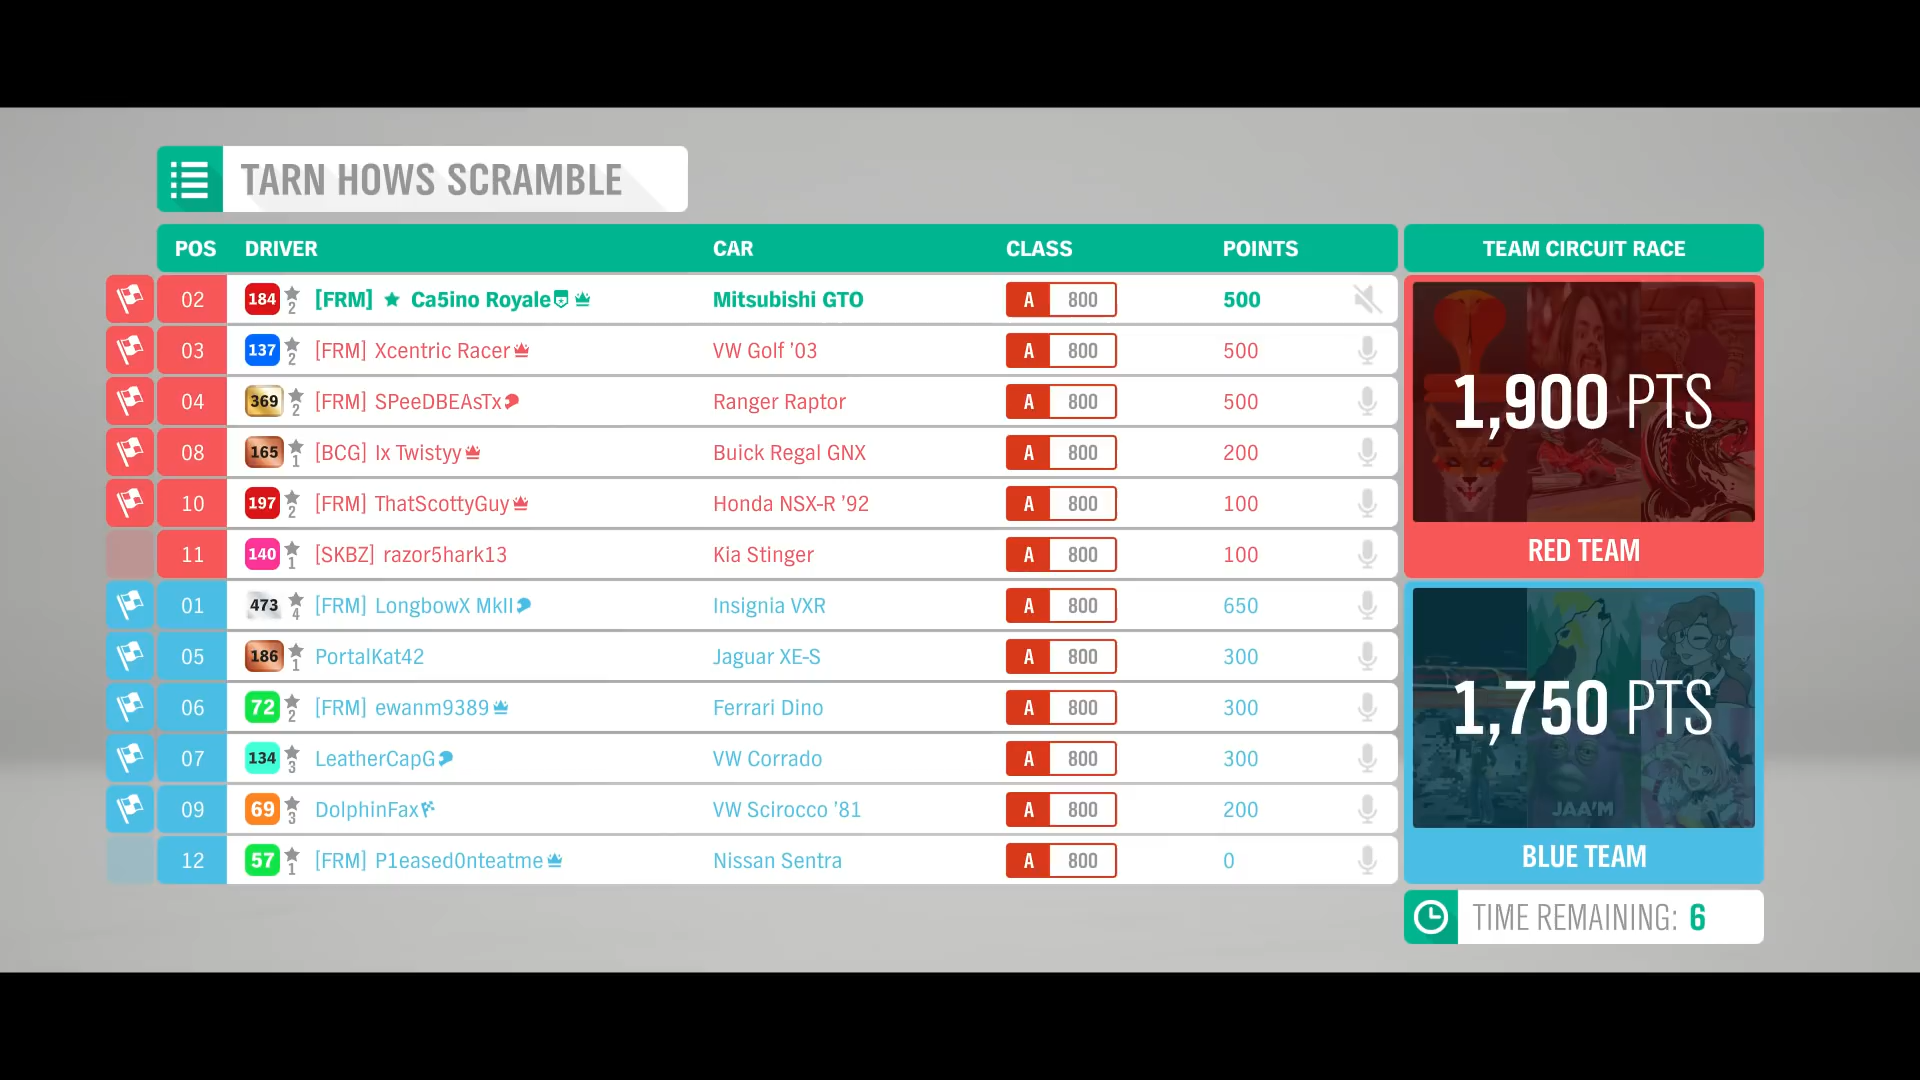 TARN HOWS SCRAMBLE
POS DRIVER CAR CLASS POINTS TEAM CIRCUIT RACE
02 184 2 [FRM] ★ Ca5ino Royale Mitsubishi GTO A 800 500
03 137 2 [FRM] Xcentric Racer VW Golf ’03 A 800 500
04 369 2 [FRM] SPeeDBEAsTx Ranger Raptor A 800 500
08 165 1 [BCG] Ix Twistyy Buick Regal GNX A 800 200
10 197 2 [FRM] ThatScottyGuy Honda NSX-R ’92 A 800 100
11 140 1 [SKBZ] razor5hark13 Kia Stinger A 800 100
1,900 PTS
RED TEAM
01 473 4 [FRM] LongbowX MkII Insignia VXR A 800 650
05 186 1 PortalKat42 Jaguar XE-S A 800 300
06 72 2 [FRM] ewanm9389 Ferrari Dino A 800 300
07 134 3 LeatherCapG VW Corrado A 800 300
09 69 3 DolphinFax VW Scirocco ’81 A 800 200
12 57 1 [FRM] P1eased0nteatme Nissan Sentra A 800 0
1,750 PTS
JAA'M
BLUE TEAM
TIME REMAINING: 6